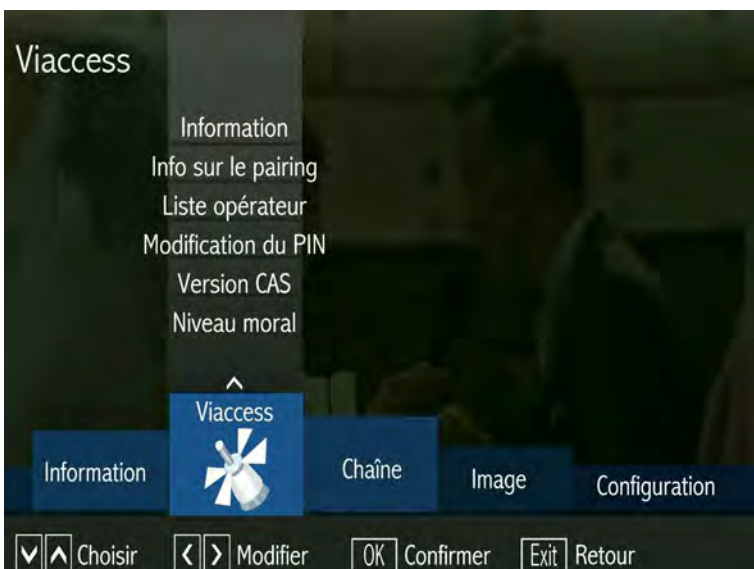 Viaccess
Information
Info sur le pairing
Liste opérateur
Modification du PIN
Version CAS
Niveau moral
Viaccess
Information
Chaîne
Image
Configuration
Choisir
Modifier
OK Confirmer
Exit Retour